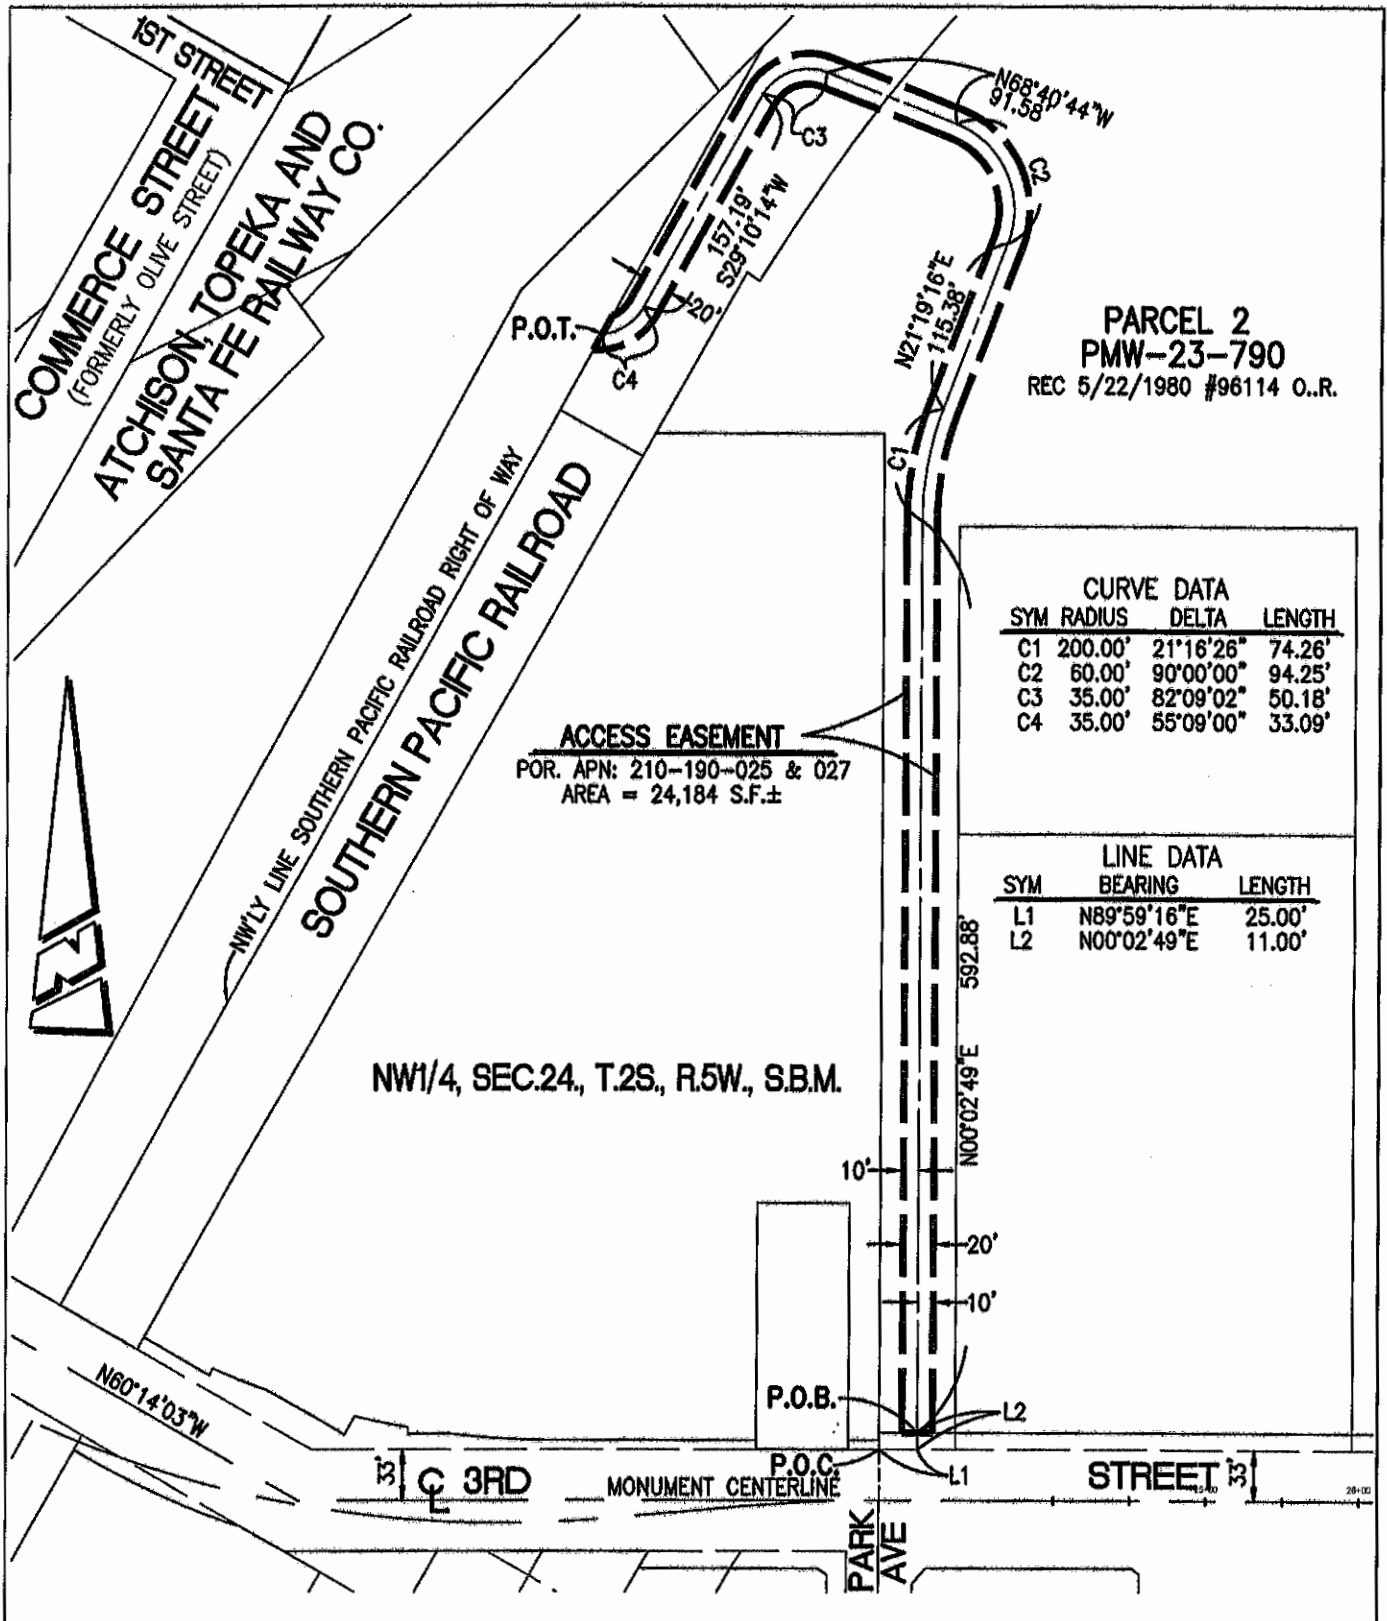 1ST STREET
COMMERCE STREET
(FORMERLY OLIVE STREET)
ATCHISON, TOPEKA AND
SANTA FE RAILWAY CO.
N68°40'44"W
91.58'
C3
C2
157.19'
S29°10'14"W
20'
P.O.T.
C4
N21°19'16"E
115.38'
PARCEL 2
PMW-23-790
REC 5/22/1980 #96114 O..R.
C1
NW'LY LINE SOUTHERN PACIFIC RAILROAD RIGHT OF WAY
SOUTHERN PACIFIC RAILROAD
CURVE DATA
SYM RADIUS DELTA LENGTH
C1 200.00' 21°16'26" 74.26'
C2 60.00' 90°00'00" 94.25'
C3 35.00' 82°09'02" 50.18'
C4 35.00' 55°09'00" 33.09'
ACCESS EASEMENT
POR. APN: 210-190-025 & 027
AREA = 24,184 S.F.±
LINE DATA
SYM BEARING LENGTH
L1 N89°59'16"E 25.00'
L2 N00°02'49"E 11.00'
N
N00°02'49"E 592.88'
NW1/4, SEC.24., T.2S., R.5W., S.B.M.
10'
20'
10'
N60°14'03"W
P.O.B.
L2
P.O.C.
L1
33'
CL 3RD
MONUMENT CENTERLINE
STREET
33'
PARK
AVE